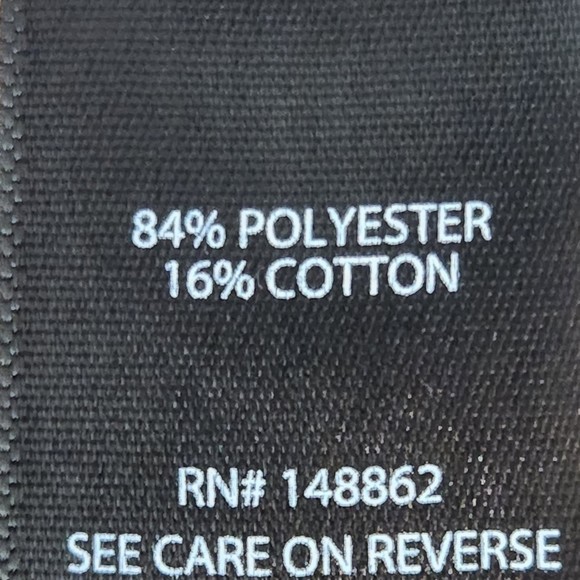 84% POLYESTER
16% COTTON
RN# 148862
SEE CARE ON REVERSE